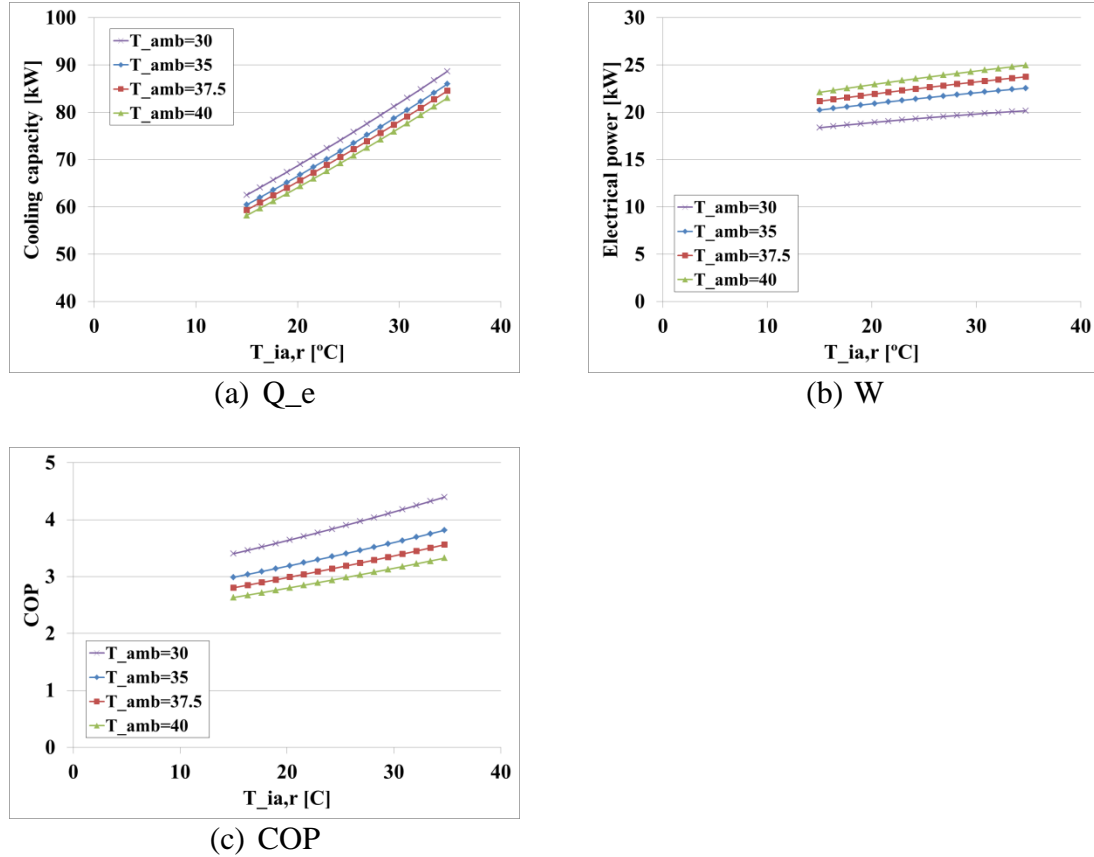 100
90
80
70
60
50
40
Cooling capacity [kW]
T_amb=30
T_amb=35
T_amb=37.5
T_amb=40
0 10 20 30 40
T_ia,r [ºC]
(a) Q_e
30
25
20
15
10
5
0
Electrical power [kW]
T_amb=30
T_amb=35
T_amb=37.5
T_amb=40
0 10 20 30 40
T_ia,r [ºC]
(b) W
5
4
3
2
1
0
COP
T_amb=30
T_amb=35
T_amb=37.5
T_amb=40
0 10 20 30 40
T_ia,r [C]
(c) COP